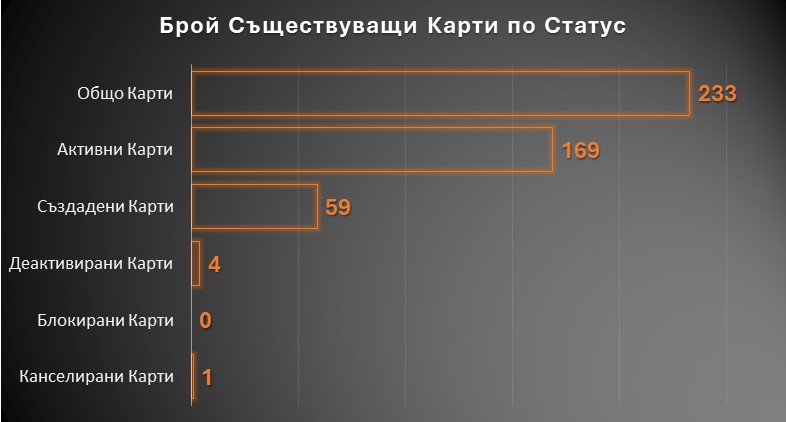 Брой Съществуващи Карти по Статус
Общо Карти 233
Активни Карти 169
Създадени Карти 59
Деактивирани Карти 4
Блокирани Карти 0
Канселирани Карти 1